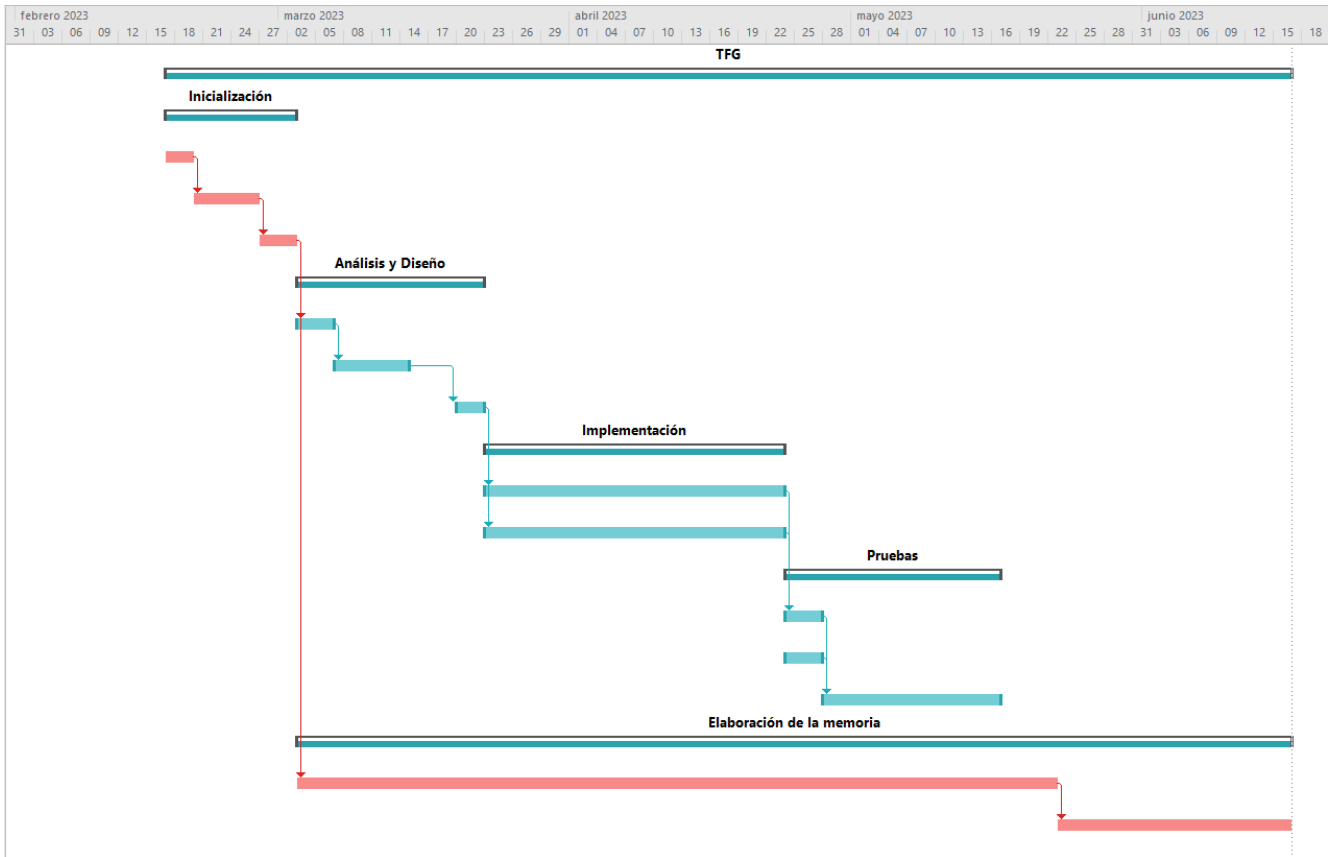 febrero 2023 marzo 2023 abril 2023 mayo 2023 junio 2023
31 03 06 09 12 15 18 21 24 27 02 05 08 11 14 17 20 23 26 29 01 04 07 10 13 16 19 22 25 28 01 04 07 10 13 16 19 22 25 28 31 03 06 09 12 15 18
TFG
Inicialización
Análisis y Diseño
Implementación
Pruebas
Elaboración de la memoria